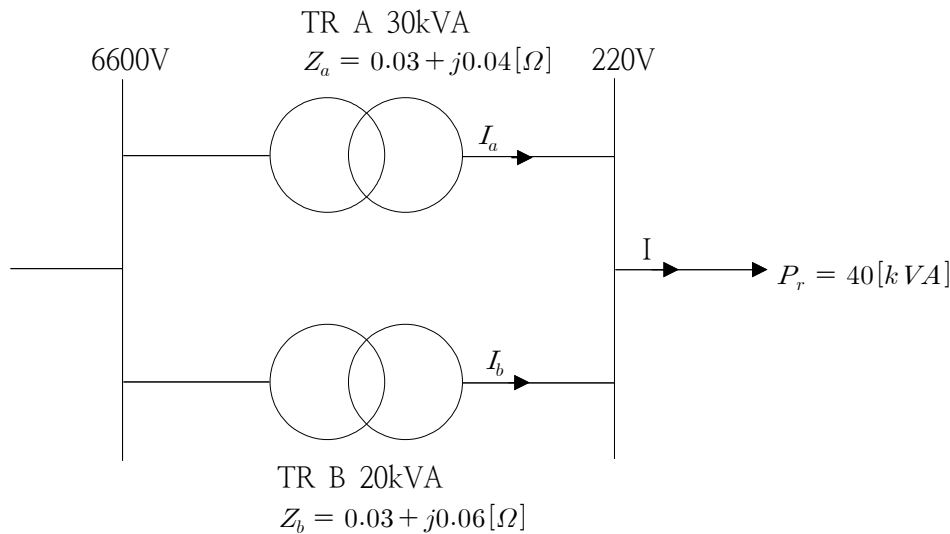 TR A 30kVA
Z_a = 0.03 + j0.04[Ω]
6600V
220V
I_a
I
P_r = 40[kVA]
I_b
TR B 20kVA
Z_b = 0.03 + j0.06[Ω]